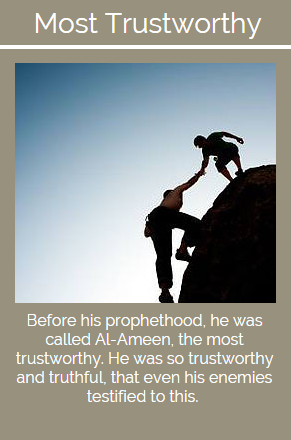 Most Trustworthy
Before his prophethood, he was
called Al-Ameen, the most
trustworthy. He was so trustworthy
and truthful, that even his enemies
testified to this.